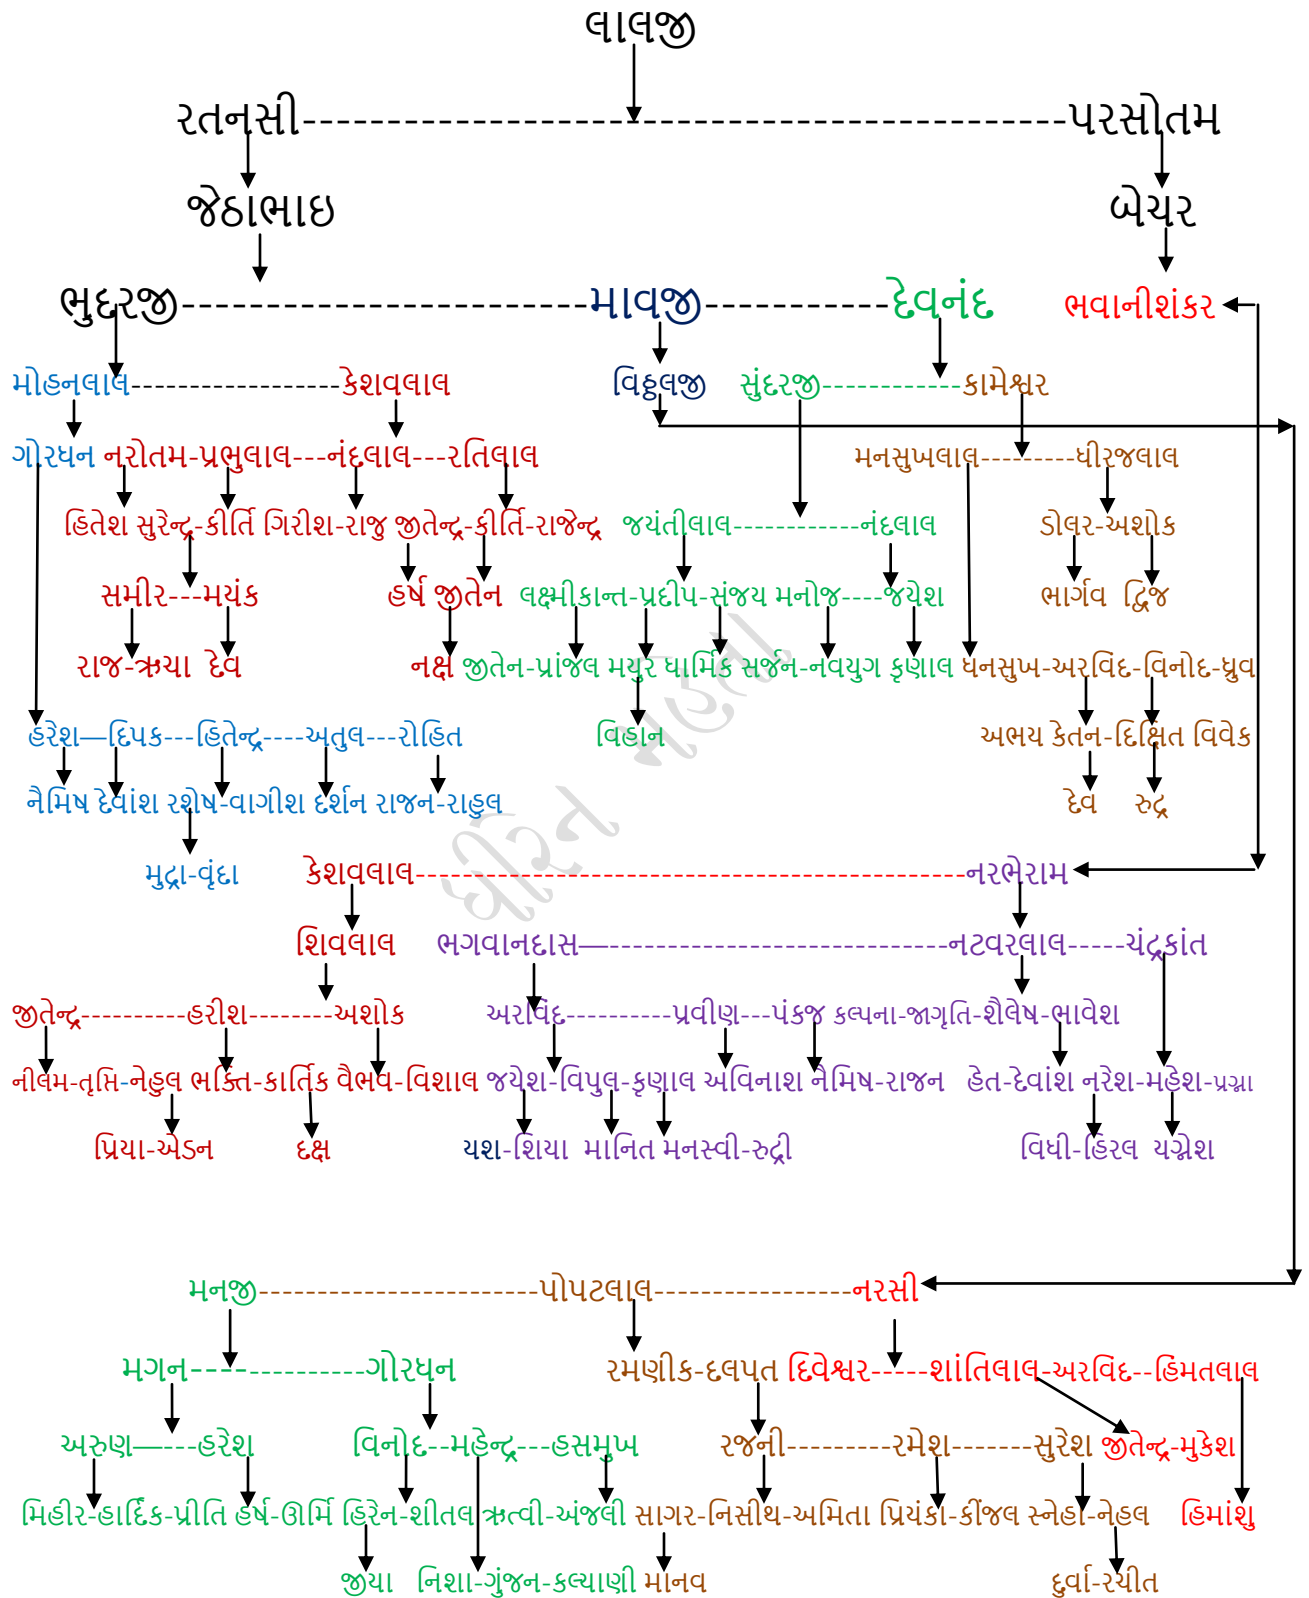 લાલજી
રતનસી-----------------------------------પરસોતમ
જેઠાભાઇ બેચર
ભુદરજી--------------------માવજી---------દેવનંદ ભવાનીશંકર
મોહનલાલ-----------------કેશવલાલ વિઠ્ઠલજી સુંદરજી------------કામેશ્વર
ગોરધન નરોતમ-પ્રભુલાલ---નંદલાલ---રતિલાલ મનસુખલાલ---------ધીરજલાલ
હિતેશ સુરેન્દ્ર-કીર્તિ ગિરીશ-રાજુ જીતેન્દ્ર-કીર્તિ-રાજેન્દ્ર જયંતીલાલ------------નંદલાલ ડોલર-અશોક
સમીર---મયંક હર્ષ જીતેન લક્ષ્મીકાન્ત-પ્રદીપ-સંજય મનોજ----જયેશ ભાર્ગવ દ્વિજ
રાજ-ઋચા દેવ નક્ષ જીતેન-પ્રાંજલ મયુર ધાર્મિક સર્જન-નવયુગ કૃણાલ ધનસુખ-અરવિંદ-વિનોદ-ધ્રુવ
હરેશ—દિપક---હિતેન્દ્ર----અતુલ---રોહિત વિહાન અભય કેતન-દિક્ષિત વિવેક
નૈમિષ દેવાંશ રશેષ-વાગીશ દર્શન રાજન-રાહુલ દેવ રુદ્ર
મુદ્રા-વૃંદા કેશવલાલ---------------------------------------નરભેરામ
શિવલાલ ભગવાનદાસ—----------------------------નટવરલાલ-----ચંદ્રકાંત
જીતેન્દ્ર----------હરીશ--------અશોક અરવિંદ----------પ્રવીણ---પંકજ કલ્પના-જાગૃતિ-શૈલેષ-ભાવેશ
નીલમ-તૃપ્તિ-નેહુલ ભક્તિ-કાર્તિક વૈભવ-વિશાલ જયેશ-વિપુલ-કૃણાલ અવિનાશ નૈમિષ-રાજન હેત-દેવાંશ નરેશ-મહેશ-પ્રજ્ઞા
પ્રિયા-એડન દક્ષ યશ-શિયા માનિત મનસ્વી-રુદ્રી વિધી-હિરલ યજ્ઞેશ
મનજી-----------------------પોપટલાલ----------------નરસી
મગન--------------ગોરધન રમણીક-દલપત દિવેશ્વર-----શાંતિલાલ-અરવિંદ--હિંમતલાલ
અરુણ—---હરેશ વિનોદ--મહેન્દ્ર---હસમુખ રજની---------રમેશ-------સુરેશ જીતેન્દ્ર-મુકેશ
મિહીર-હાર્દિક-પ્રીતિ હર્ષ-ઊર્મિ હિરેન-શીતલ ઋત્વી-અંજલી સાગર-નિસીથ-અમિતા પ્રિયંકા-કીંજલ સ્નેહા-નેહલ હિમાંશુ
જીયા નિશા-ગુંજન-કલ્યાણી માનવ દુર્વા-રચીત
ધીરેન મહેતા